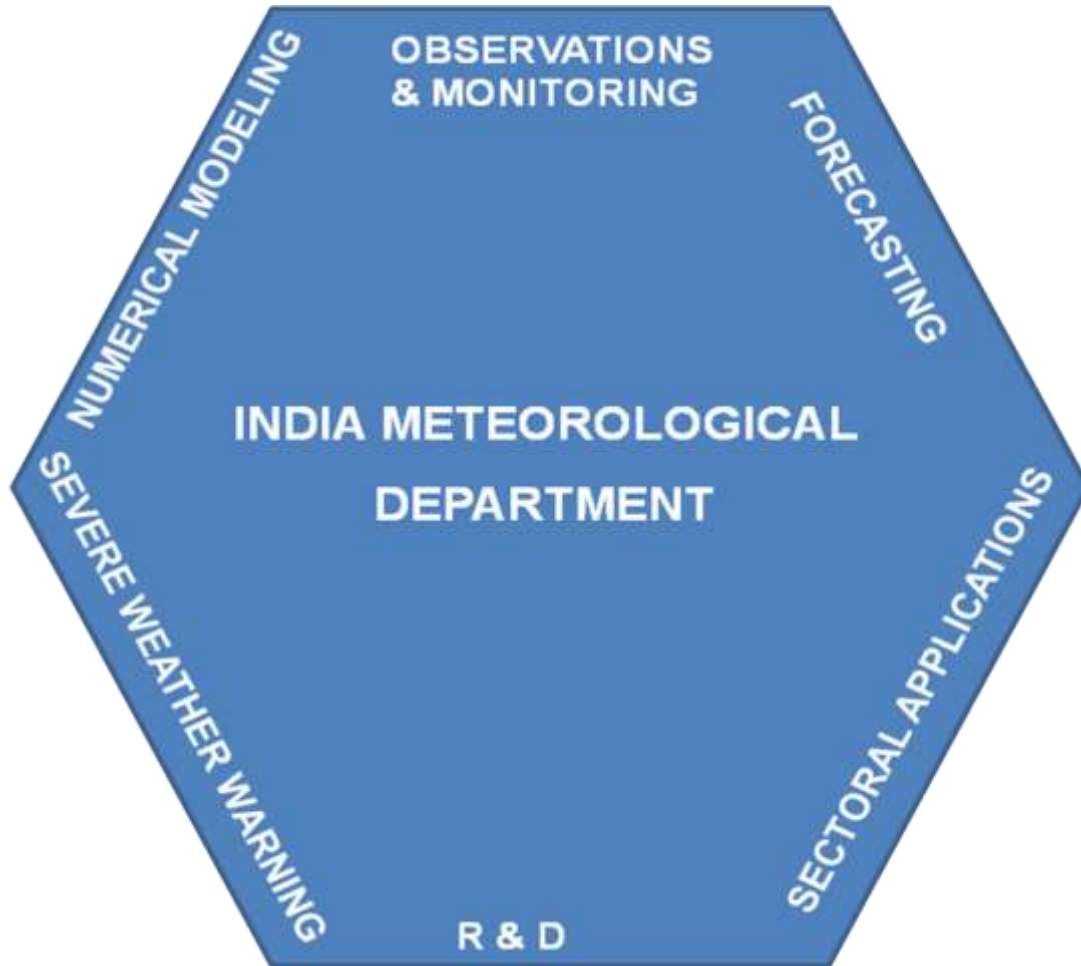 OBSERVATIONS
& MONITORING
NUMERICAL MODELING
FORECASTING
INDIA METEOROLOGICAL
DEPARTMENT
SEVERE WEATHER WARNING
SECTORAL APPLICATIONS
R & D